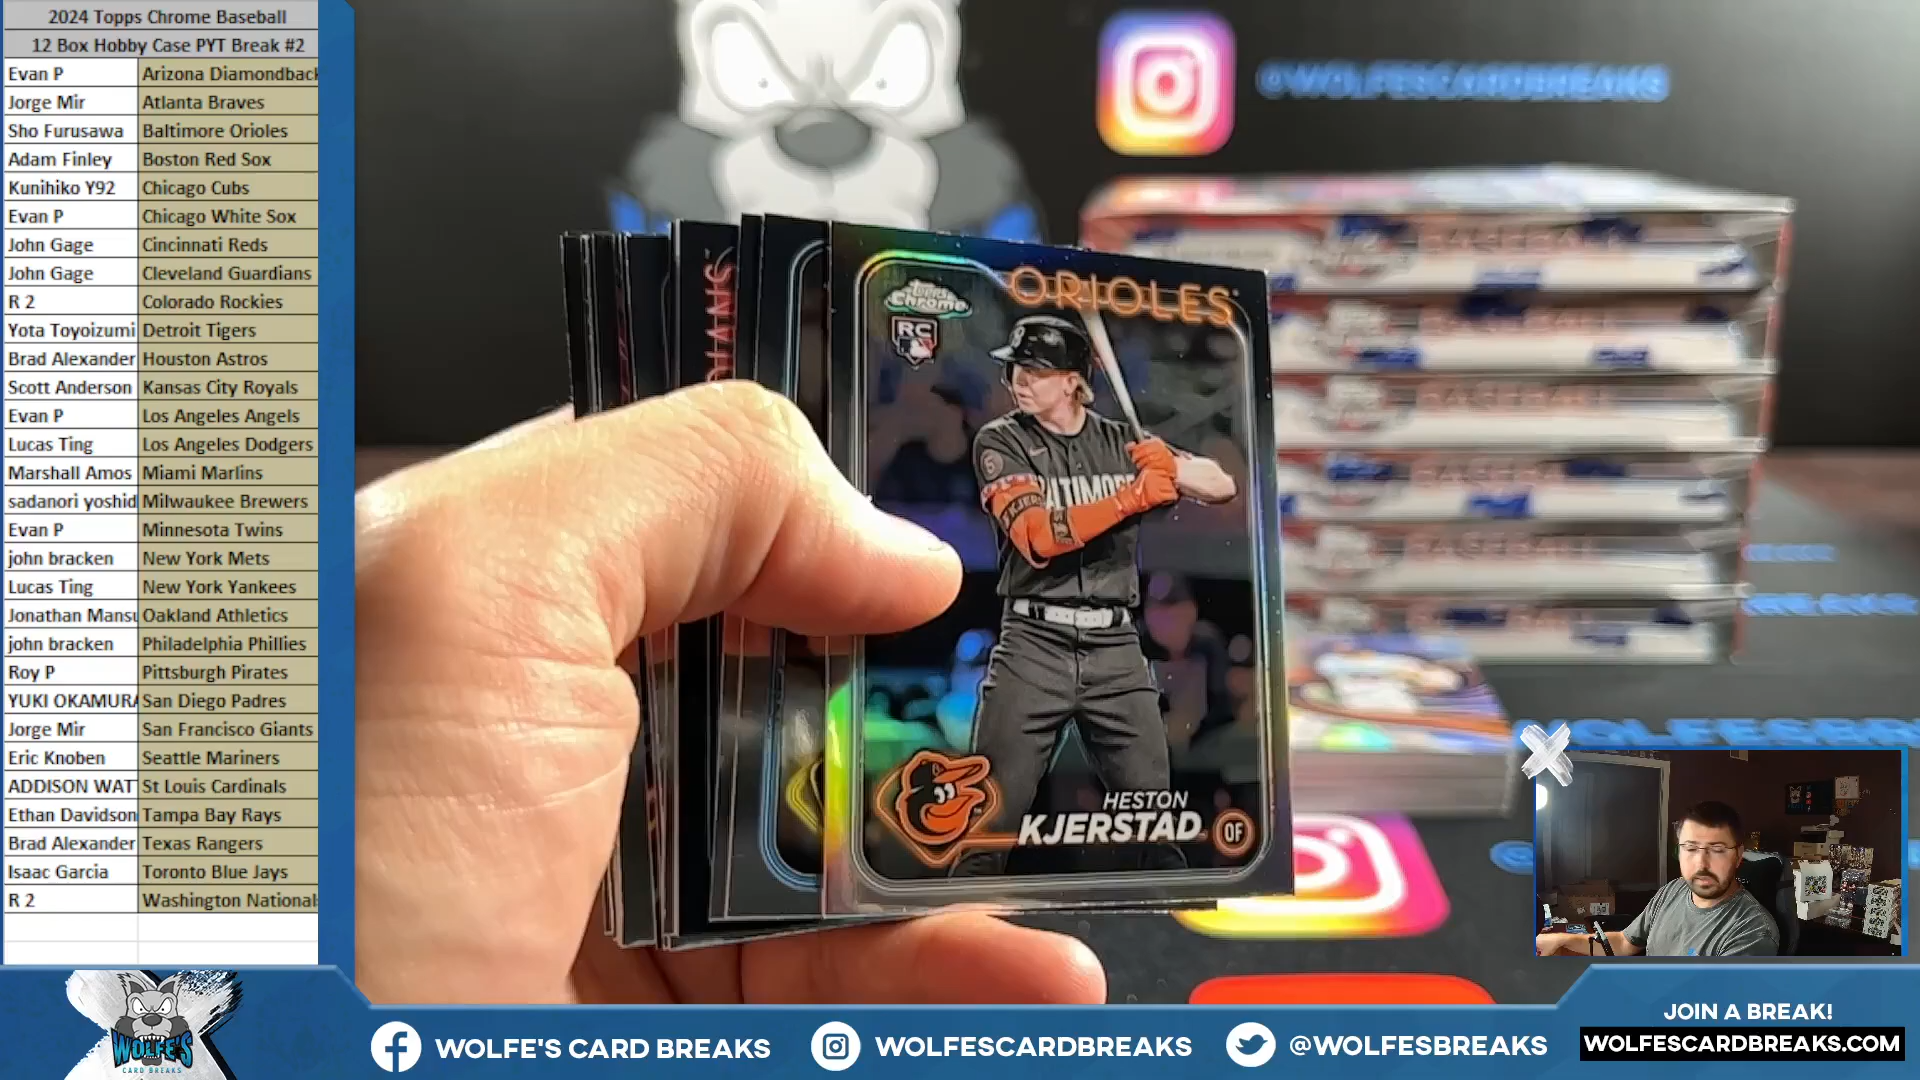 2024 Topps Chrome Baseball
12 Box Hobby Case PYT Break #2
Evan P Arizona Diamondback
Jorge Mir Atlanta Braves
Sho Furusawa Baltimore Orioles
Adam Finley Boston Red Sox
Kunihiko Y92 Chicago Cubs
Evan P Chicago White Sox
John Gage Cincinnati Reds
John Gage Cleveland Guardians
R 2 Colorado Rockies
Yota Toyoizumi Detroit Tigers
Brad Alexander Houston Astros
Scott Anderson Kansas City Royals
Evan P Los Angeles Angels
Lucas Ting Los Angeles Dodgers
Marshall Amos Miami Marlins
sadanori yoshid Milwaukee Brewers
Evan P Minnesota Twins
john bracken New York Mets
Lucas Ting New York Yankees
Jonathan Mansu Oakland Athletics
john bracken Philadelphia Phillies
Roy P Pittsburgh Pirates
YUKI OKAMURA San Diego Padres
Jorge Mir San Francisco Giants
Eric Knoben Seattle Mariners
ADDISON WAT St Louis Cardinals
Ethan Davidson Tampa Bay Rays
Brad Alexander Texas Rangers
Isaac Garcia Toronto Blue Jays
R 2 Washington National
@WOLFESCARDBREAKS
ORIOLES
Topps Chrome
RC
BALTIMORE
HESTON
KJERSTAD OF
WOLFE'S
CARD BREAKS
WOLFE'S CARD BREAKS
WOLFESCARDBREAKS
@WOLFESBREAKS
JOIN A BREAK!
WOLFESCARDBREAKS.COM